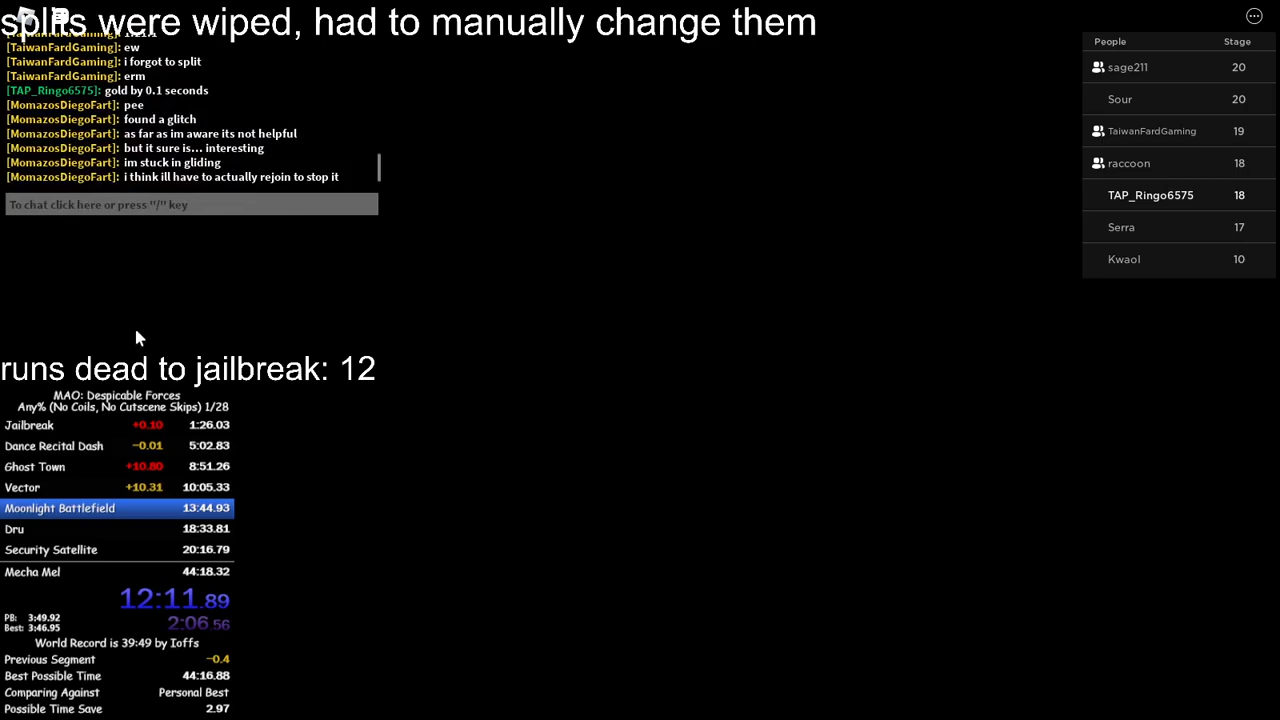 splits were wiped, had to manually change them
[TaiwanFardGaming]: 1:21.1
[TaiwanFardGaming]: ew
[TaiwanFardGaming]: i forgot to split
[TaiwanFardGaming]: erm
[TAP_Ringo6575]: gold by 0.1 seconds
[MomazosDiegoFart]: pee
[MomazosDiegoFart]: found a glitch
[MomazosDiegoFart]: as far as im aware its not helpful
[MomazosDiegoFart]: but it sure is... interesting
[MomazosDiegoFart]: im stuck in gliding
[MomazosDiegoFart]: i think ill have to actually rejoin to stop it
To chat click here or press "/" key
People Stage
sage211 20
Sour 20
TaiwanFardGaming 19
raccoon 18
TAP_Ringo6575 18
Serra 17
Kwaol 10
runs dead to jailbreak: 12
MAO: Despicable Forces
Any% (No Coils, No Cutscene Skips) 1/28
Jailbreak +0.10 1:26.03
Dance Recital Dash −0.01 5:02.83
Ghost Town +10.80 8:51.26
Vector +10.31 10:05.33
Moonlight Battlefield 13:44.93
Dru 18:33.81
Security Satellite 20:16.79
Mecha Mel 44:18.32
12:11.89
PB: 3:49.92
Best: 3:46.95
2:06.56
World Record is 39:49 by Ioffs
Previous Segment −0.4
Best Possible Time 44:16.88
Comparing Against Personal Best
Possible Time Save 2.97